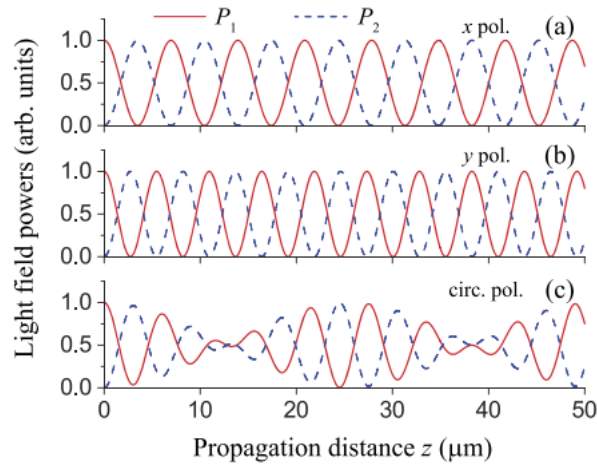 P₁ P₂
(a)
x pol.
1.0
0.5
0.0
(b)
y pol.
1.0
0.5
0.0
(c)
circ. pol.
1.0
0.5
0.0
0 10 20 30 40 50
Light field powers (arb. units)
Propagation distance z (μm)